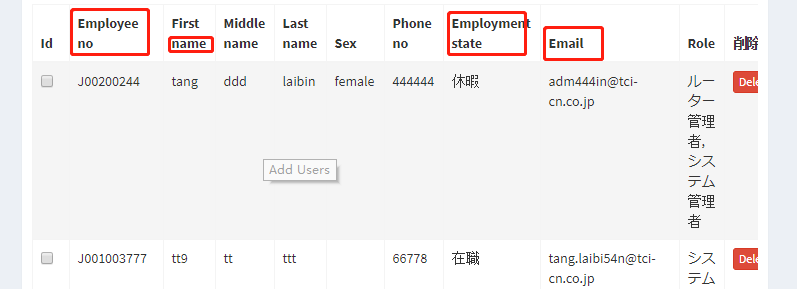 Id Employee no First name Middle name Last name Sex Phone no Employment state Email Role 削除
J00200244 tang ddd laibin female 444444 休暇 adm444in@tci-cn.co.jp ルーター管理者, システム管理者 Dele
Add Users
J001003777 tt9 tt ttt 66778 在職 tang.laibi54n@tci-cn.co.jp システム Dele